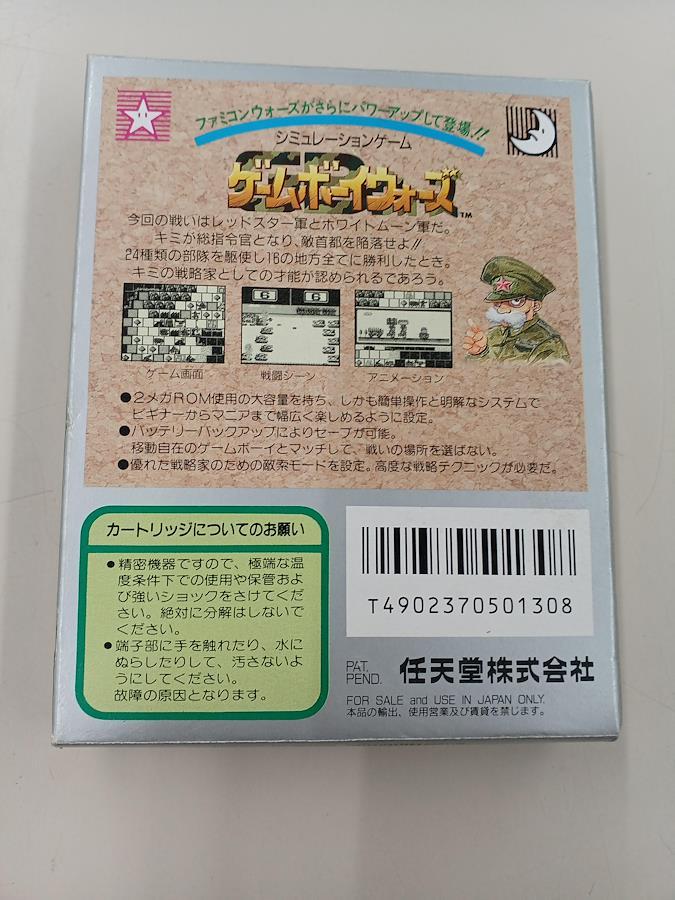 ファミコンウォーズがさらにパワーアップして登場!!
シミュレーションゲーム
ゲームボーイウォーズ™
今回の戦いはレッドスター軍とホワイトムーン軍だ。
キミが総指令官となり、敵首都を陥落せよ!!
24種類の部隊を駆使し16の地方全てに勝利したとき。
キミの戦略家としての才能が認められるであろう。
G G
ゲーム画面 戦闘シーン アニメーション
●2メガROM使用の大容量を持ち、しかも簡単操作と明解なシステムで
ビギナーからマニアまで幅広く楽しめるように設定。
●バッテリーバックアップによりセーブが可能。
移動自在のゲームボーイとマッチして、戦いの場所を選ばない。
●優れた戦略家のための敵索モードを設定。高度な戦略テクニックが必要だ。
カートリッジについてのお願い
●精密機器ですので、極端な温
度条件下での使用や保管およ
び強いショックをさけてくだ
さい。絶対に分解はしないで
ください。
●端子部に手を触れたり、水に
ぬらしたりして、汚さないよ
うにしてください。
故障の原因となります。
T4902370501308
PAT.
PEND.
任天堂株式会社
FOR SALE and USE IN JAPAN ONLY.
本品の輸出、使用営業及び賃貸を禁じます。